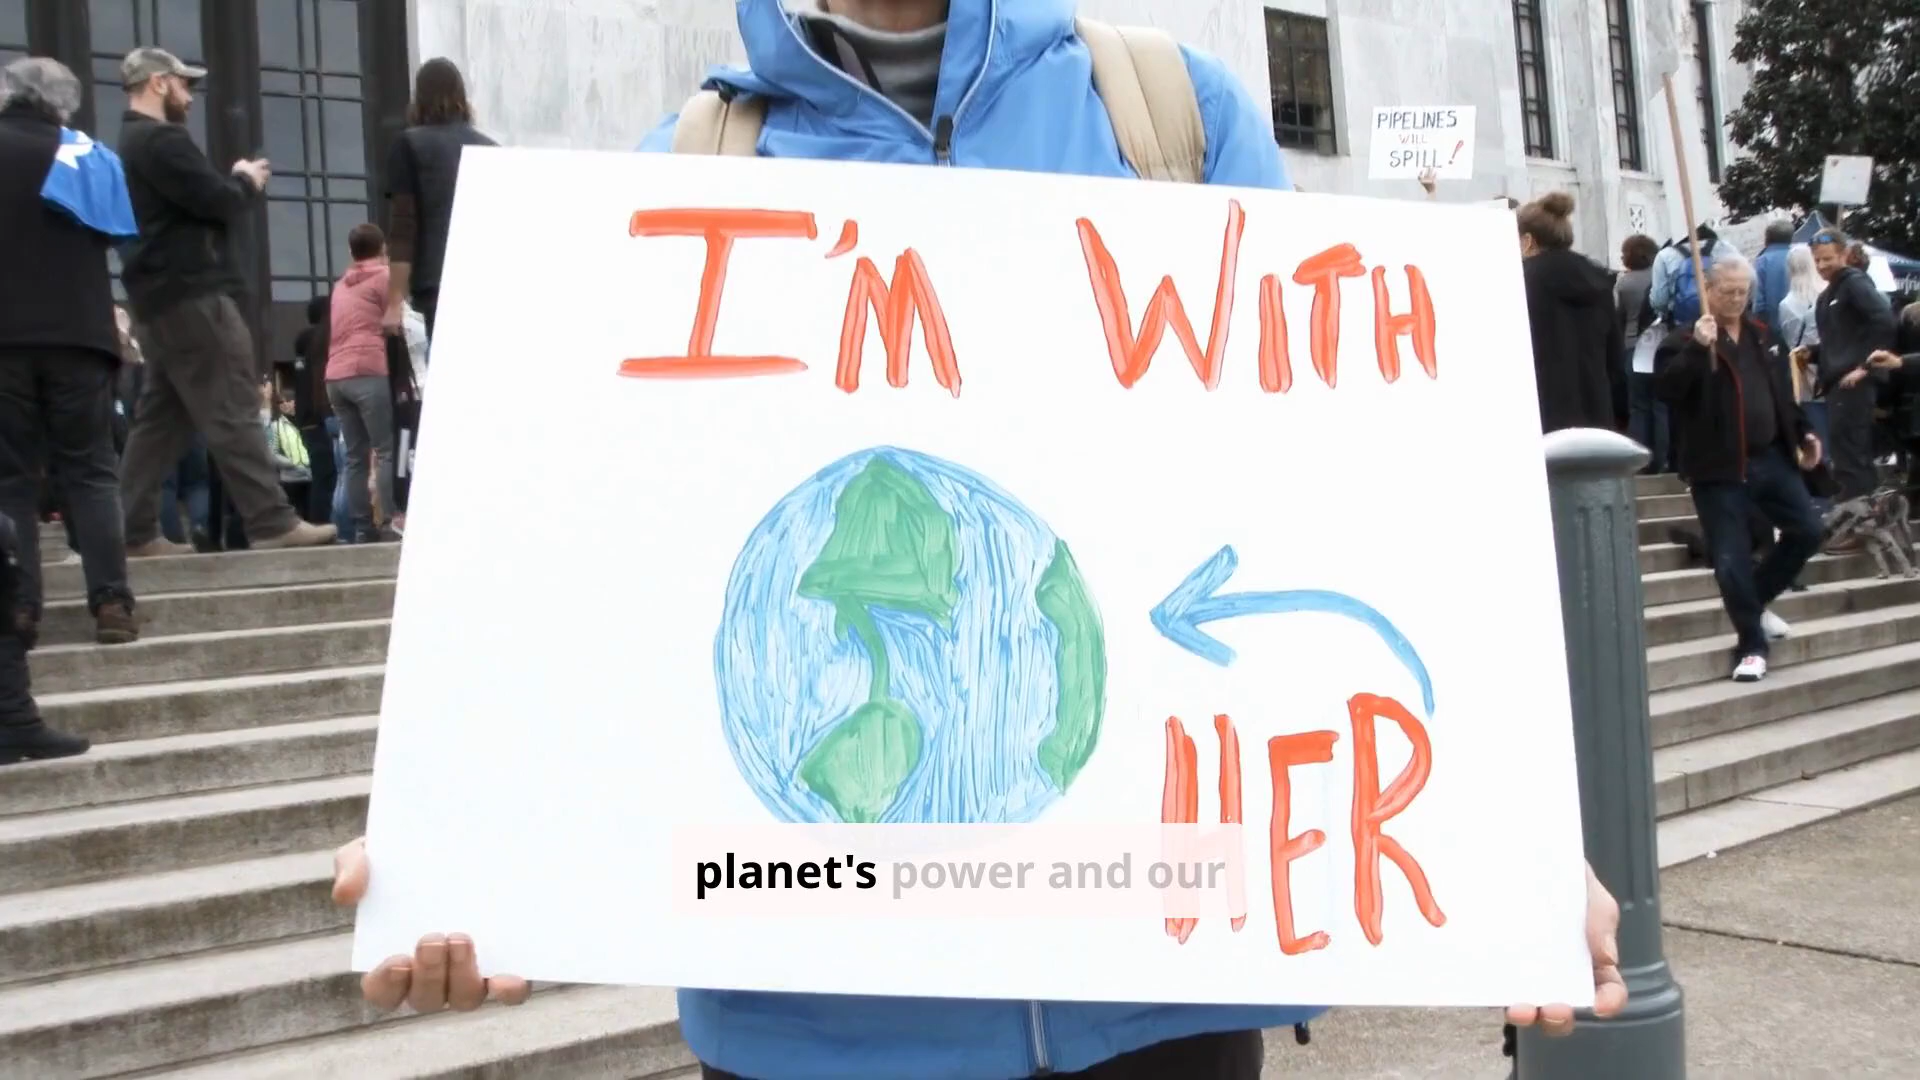 PIPELINES
WILL
SPILL!
I'M WITH
HER
planet's power and our